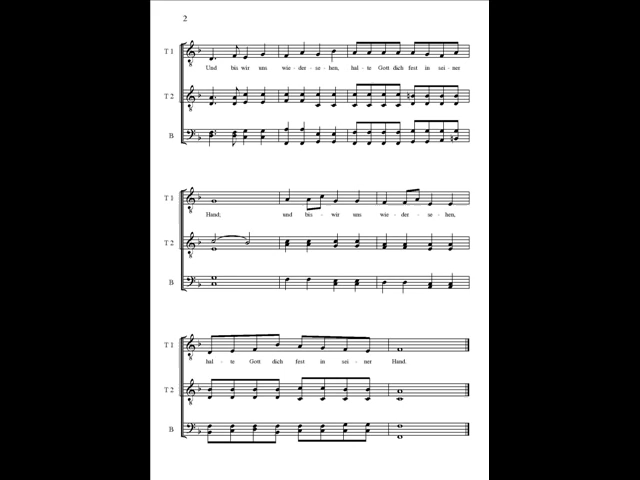 2
T 1
Und bis wir uns wie - der - se - hen, hal - te Gott dich fest in sei - ner
T 2
B
T 1
Hand; und bis - wir uns wie - der - se - hen,
T 2
B
T 1
hal - te Gott dich fest in sei - ner Hand.
T 2
B